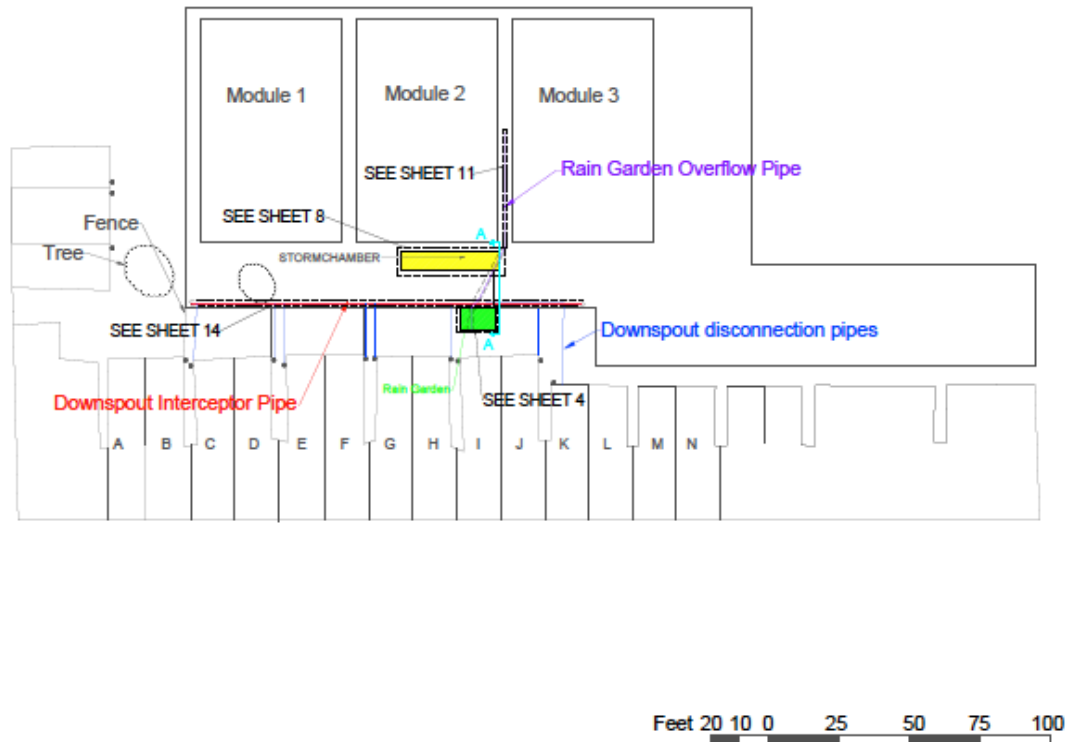 Module 1
Module 2
Module 3
SEE SHEET 11
Rain Garden Overflow Pipe
SEE SHEET 8
Fence
A
Tree
STORMCHAMBER
SEE SHEET 14
Downspout disconnection pipes
A
Rain Garden
Downspout Interceptor Pipe
SEE SHEET 4
A B C D E F G H I J K L M N
Feet 20 10 0 25 50 75 100